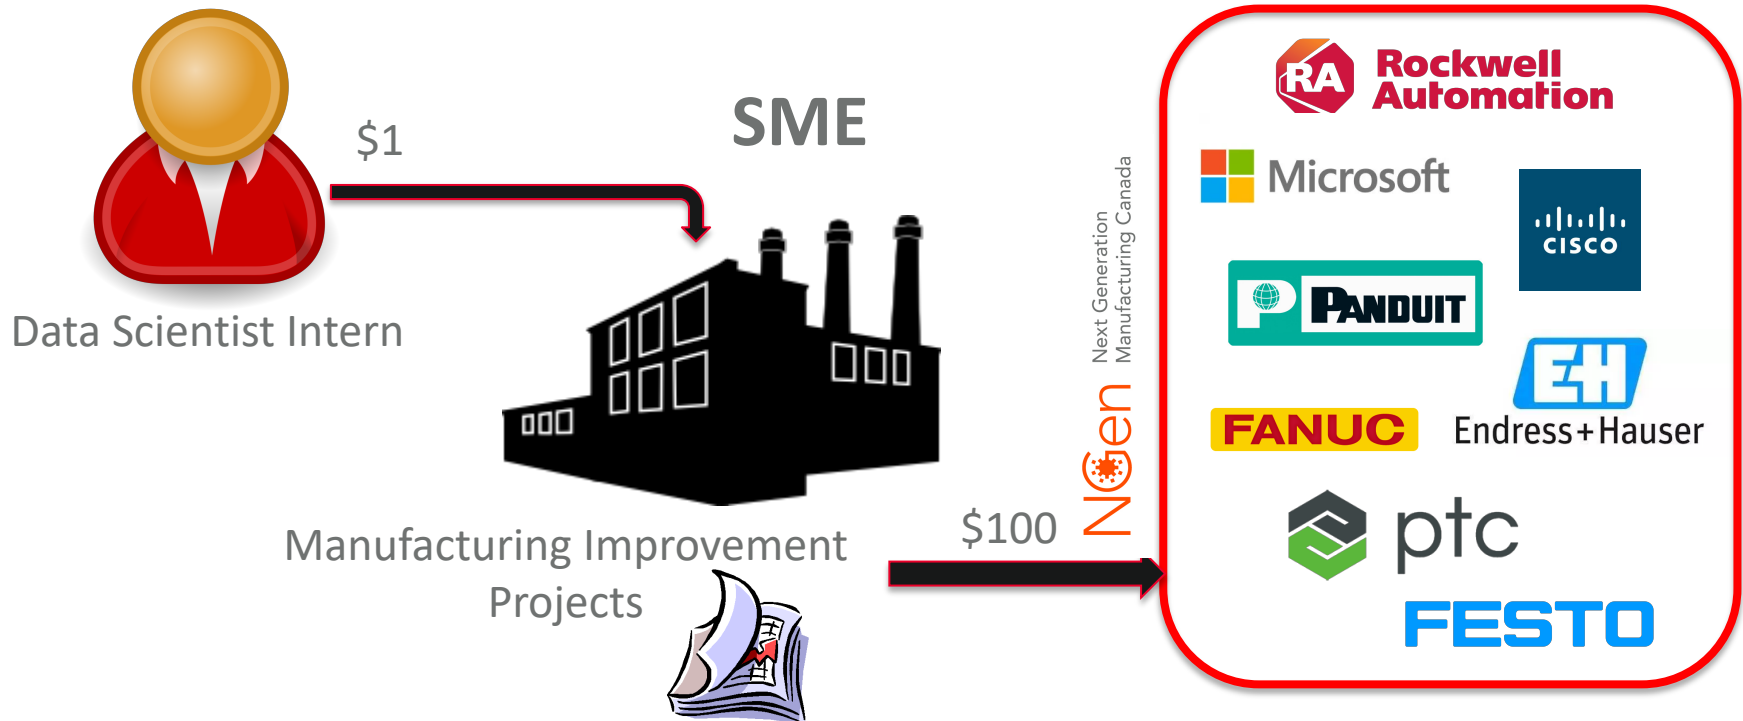 $1
Data Scientist Intern
SME
Manufacturing Improvement
Projects
$100
NGen
Next Generation
Manufacturing Canada
RA
Rockwell
Automation
Microsoft
CISCO
P PANDUIT
EH
Endress+Hauser
FANUC
ptc
FESTO